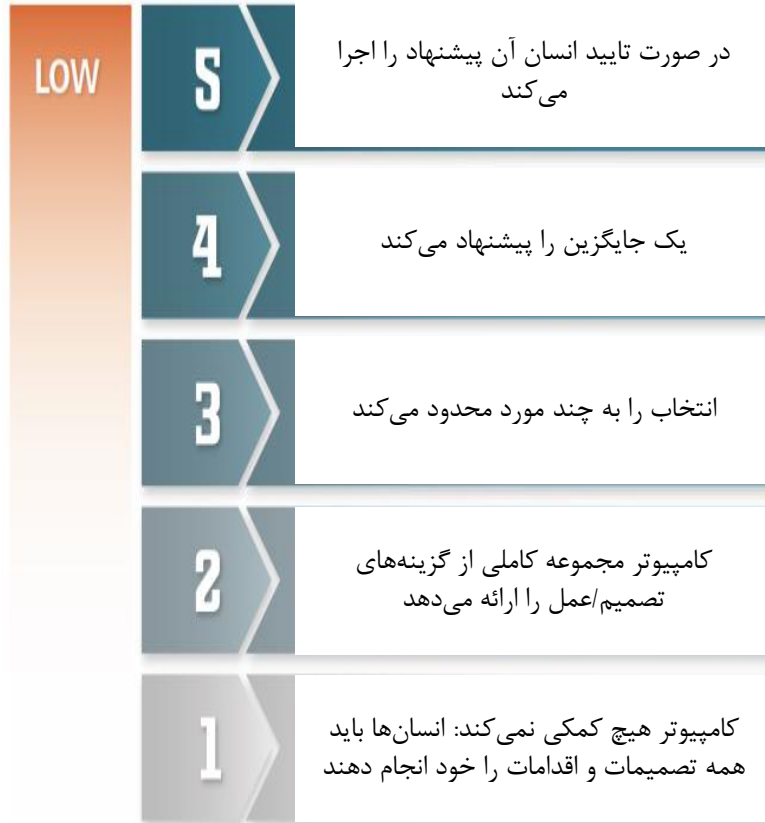 LOW
5
در صورت تایید انسان آن پیشنهاد را اجرا
می‌کند
4
یک جایگزین را پیشنهاد می‌کند
3
انتخاب را به چند مورد محدود می‌کند
2
کامپیوتر مجموعه کاملی از گزینه‌های
تصمیم/عمل را ارائه می‌دهد
1
کامپیوتر هیچ کمکی نمی‌کند: انسان‌ها باید
همه تصمیمات و اقدامات را خود انجام دهند